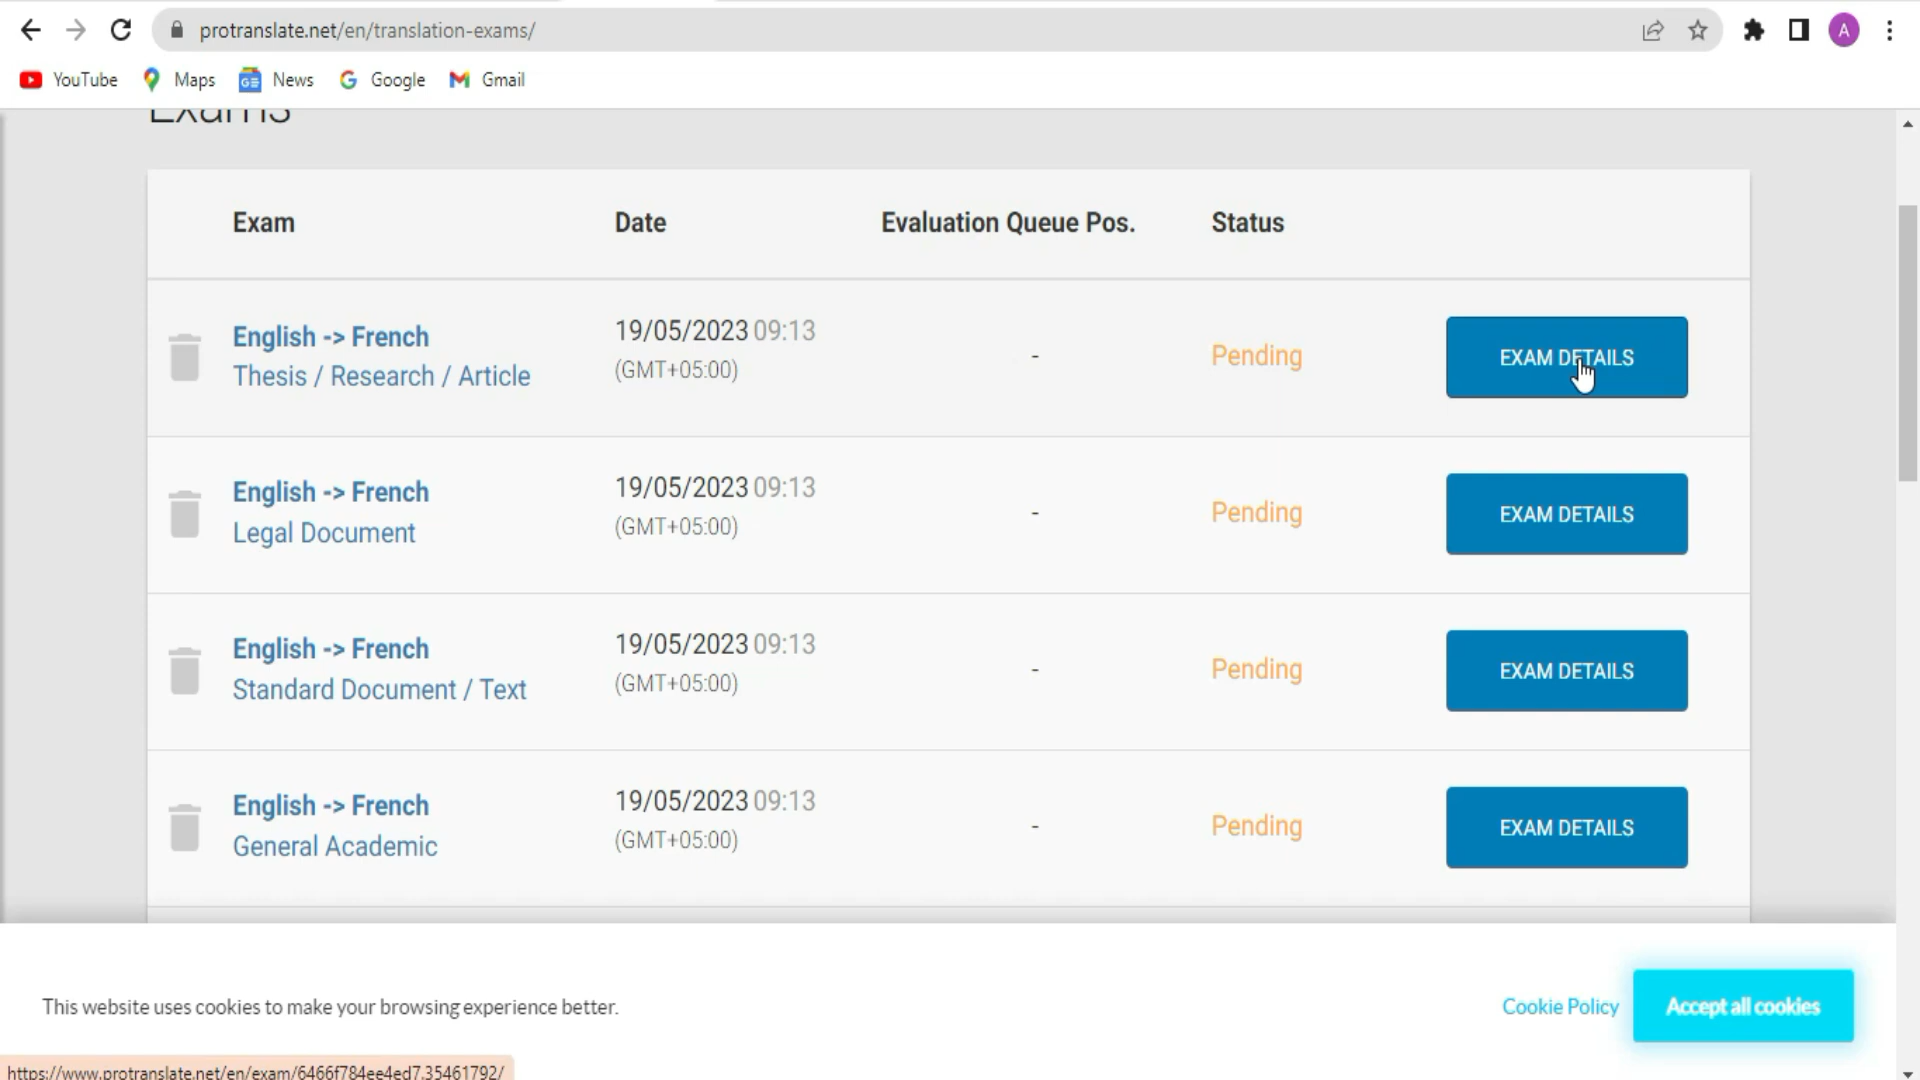 protranslate.net/en/translation-exams/
A
YouTube Maps News Google Gmail
Exams
Exam Date Evaluation Queue Pos. Status
English -> French 19/05/2023 09:13 - Pending EXAM DETAILS
Thesis / Research / Article (GMT+05:00)
English -> French 19/05/2023 09:13 - Pending EXAM DETAILS
Legal Document (GMT+05:00)
English -> French 19/05/2023 09:13 - Pending EXAM DETAILS
Standard Document / Text (GMT+05:00)
English -> French 19/05/2023 09:13 - Pending EXAM DETAILS
General Academic (GMT+05:00)
This website uses cookies to make your browsing experience better. Cookie Policy Accept all cookies
https://www.protranslate.net/en/exam/6466f784ee4ed7.35461792/